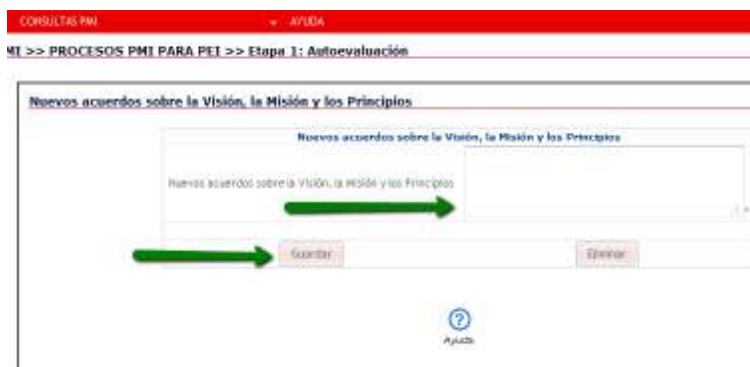 CONSULTAS PMI AYUDA
MI >> PROCESOS PMI PARA PEI >> Etapa 1: Autoevaluación
Nuevos acuerdos sobre la Visión, la Misión y los Principios
Nuevos acuerdos sobre la Visión, la Misión y los Principios
Nuevos acuerdos sobre la Visión, la Misión y los Principios
Guardar Eliminar
Ayuda